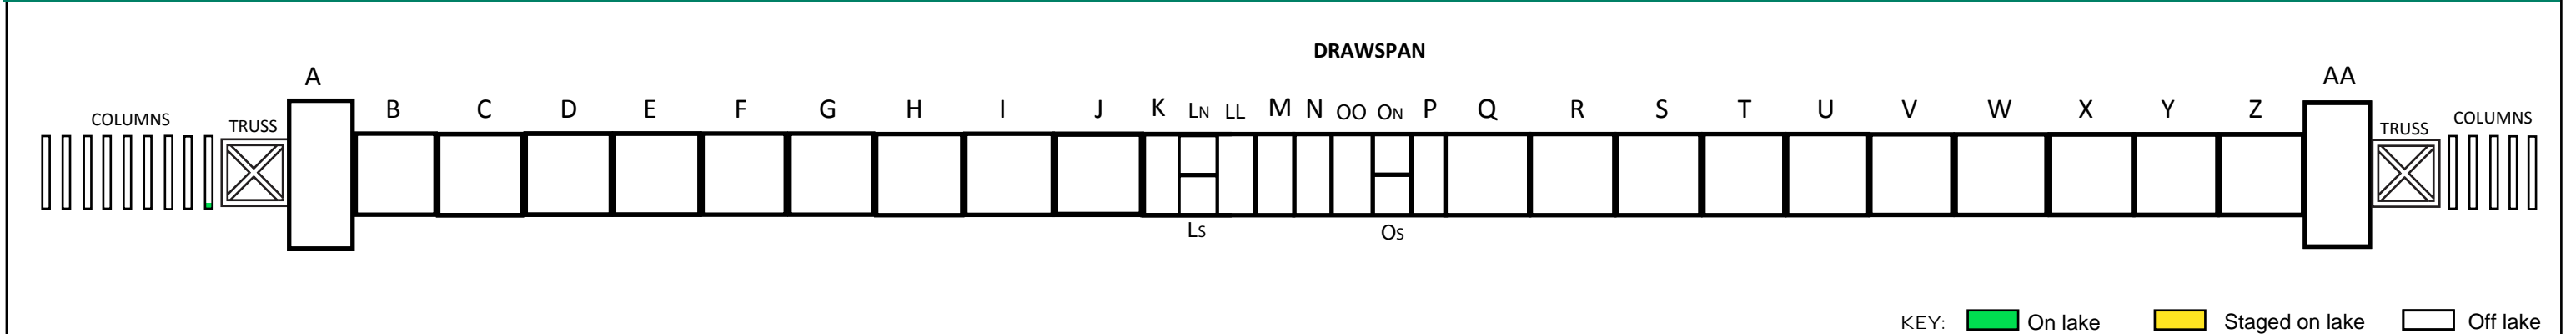 DRAWSPAN
A AA
COLUMNS TRUSS B C D E F G H I J K LN LL M N OO ON P Q R S T U V W X Y Z TRUSS COLUMNS
LS OS
KEY: On lake Staged on lake Off lake